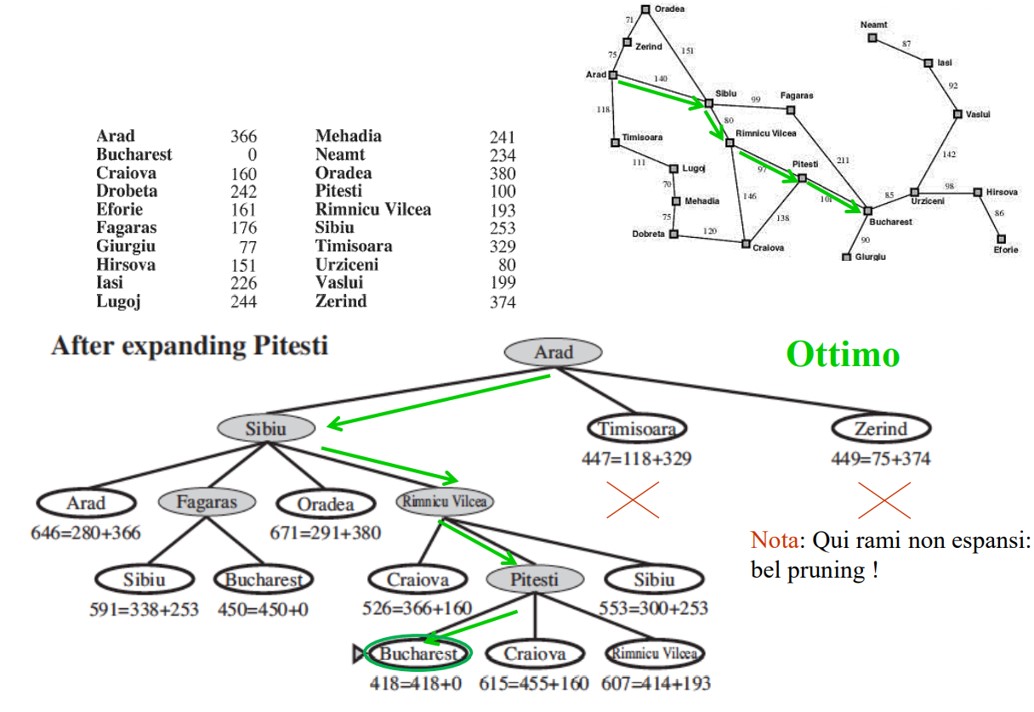 Arad 366 Mehadia 241
Bucharest 0 Neamt 234
Craiova 160 Oradea 380
Drobeta 242 Pitesti 100
Eforie 161 Rimnicu Vilcea 193
Fagaras 176 Sibiu 253
Giurgiu 77 Timisoara 329
Hirsova 151 Urziceni 80
Iasi 226 Vaslui 199
Lugoj 244 Zerind 374
Oradea
71
Neamt
Zerind
87
75
151
Iasi
Arad
140
92
Sibiu
99
Fagaras
118
80
Vaslui
Rimnicu Vilcea
Timisoara
142
111
Pitesti
211
Lugoj
97
70
146
85
98
Hirsova
Mehadia
101
Urziceni
75
138
86
Bucharest
Dobreta
120
90
Craiova
Eforie
Giurgiu
After expanding Pitesti
Ottimo
Arad
Sibiu Timisoara Zerind
447=118+329 449=75+374
Arad Fagaras Oradea Rimnicu Vilcea
646=280+366 671=291+380
Nota: Qui rami non espansi:
bel pruning !
Sibiu Bucharest Craiova Pitesti Sibiu
591=338+253 450=450+0 526=366+160 553=300+253
Bucharest Craiova Rimnicu Vilcea
418=418+0 615=455+160 607=414+193